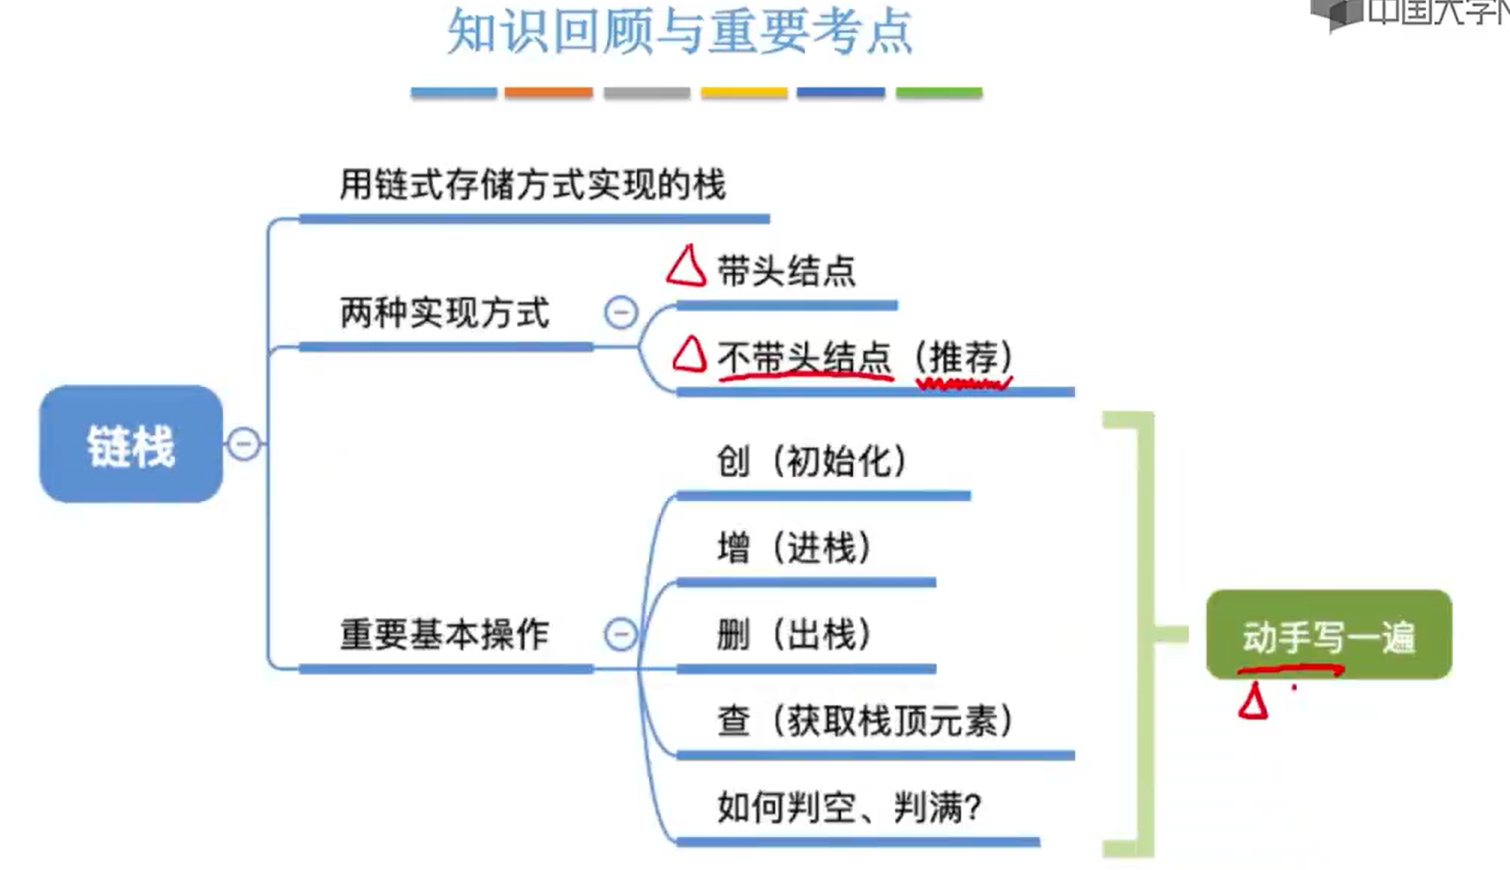 知识回顾与重要考点
中国大学
用链式存储方式实现的栈
两种实现方式
带头结点
不带头结点（推荐）
链栈
重要基本操作
创（初始化）
增（进栈）
删（出栈）
查（获取栈顶元素）
如何判空、判满?
动手写一遍